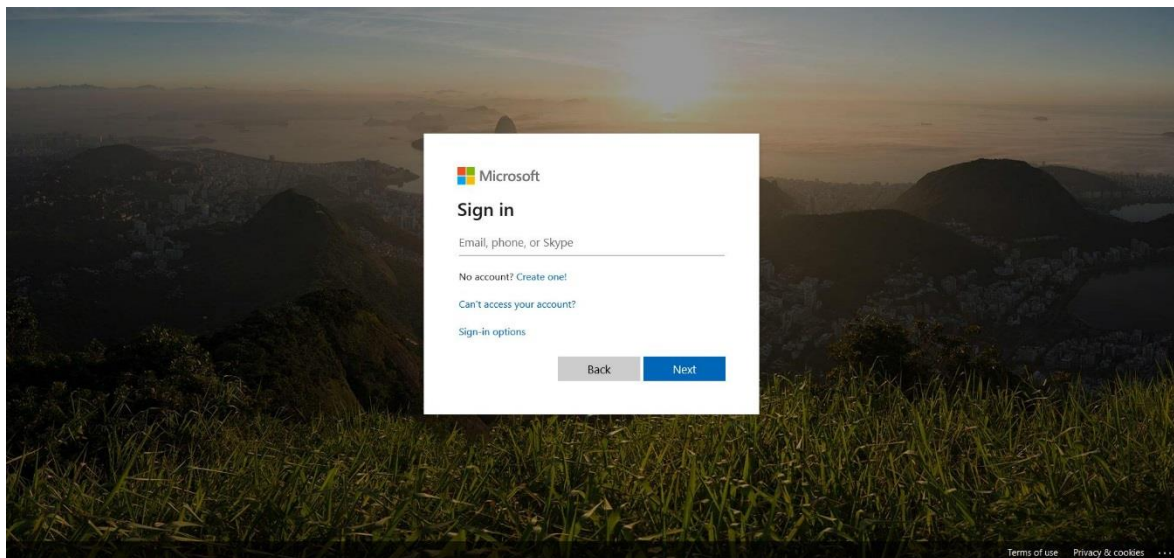 Microsoft
Sign in
Email, phone, or Skype
No account? Create one!
Can't access your account?
Sign-in options
Back Next
Terms of use Privacy & cookies ...